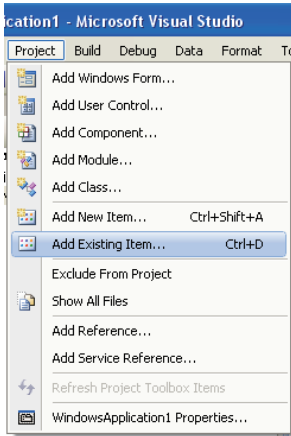 ication1 - Microsoft Visual Studio
Project Build Debug Data Format
Add Windows Form...
Add User Control...
Add Component...
Add Module...
Add Class...
Add New Item... Ctrl+Shift+A
Add Existing Item... Ctrl+D
Exclude From Project
Show All Files
Add Reference...
Add Service Reference...
Refresh Project Toolbox Items
WindowsApplication1 Properties...